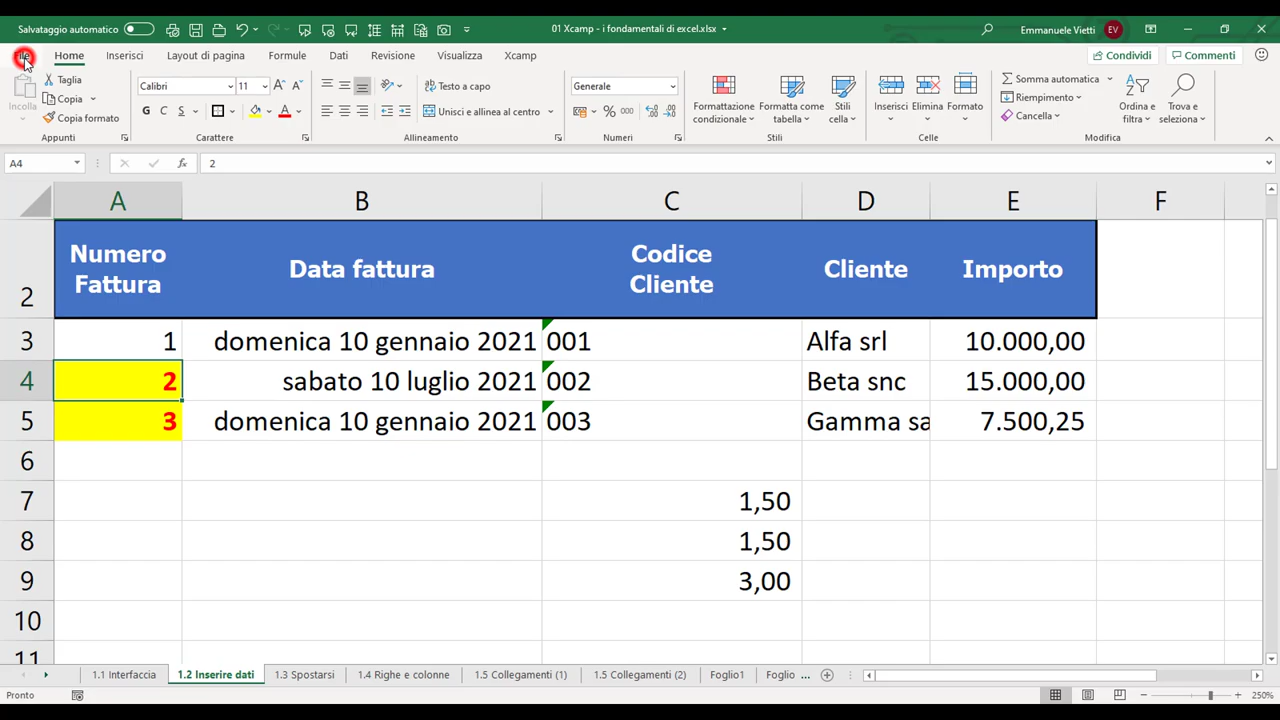 Salvataggio automatico
01 Xcamp - i fondamentali di excel.xlsx
Emmanuele Vietti
EV
File Home Inserisci Layout di pagina Formule Dati Revisione Visualizza Xcamp
Condividi
Commenti
Incolla
Taglia
Copia
Copia formato
Appunti
Calibri
11
G C S
Carattere
Testo a capo
Unisci e allinea al centro
Allineamento
Generale
% 000
Numeri
Formattazione condizionale
Formatta come tabella
Stili cella
Stili
Inserisci
Elimina
Formato
Celle
Somma automatica
Riempimento
Cancella
Ordina e filtra
Trova e seleziona
Modifica
A4
fx
2
A B C D E F
2 Numero Fattura Data fattura Codice Cliente Cliente Importo
3 1 domenica 10 gennaio 2021 001 Alfa srl 10.000,00
4 2 sabato 10 luglio 2021 002 Beta snc 15.000,00
5 3 domenica 10 gennaio 2021 003 Gamma sa 7.500,25
6
7 1,50
8 1,50
9 3,00
10
11
1.1 Interfaccia 1.2 Inserire dati 1.3 Spostarsi 1.4 Righe e colonne 1.5 Collegamenti (1) 1.5 Collegamenti (2) Foglio1 Foglio ...
Pronto
250%